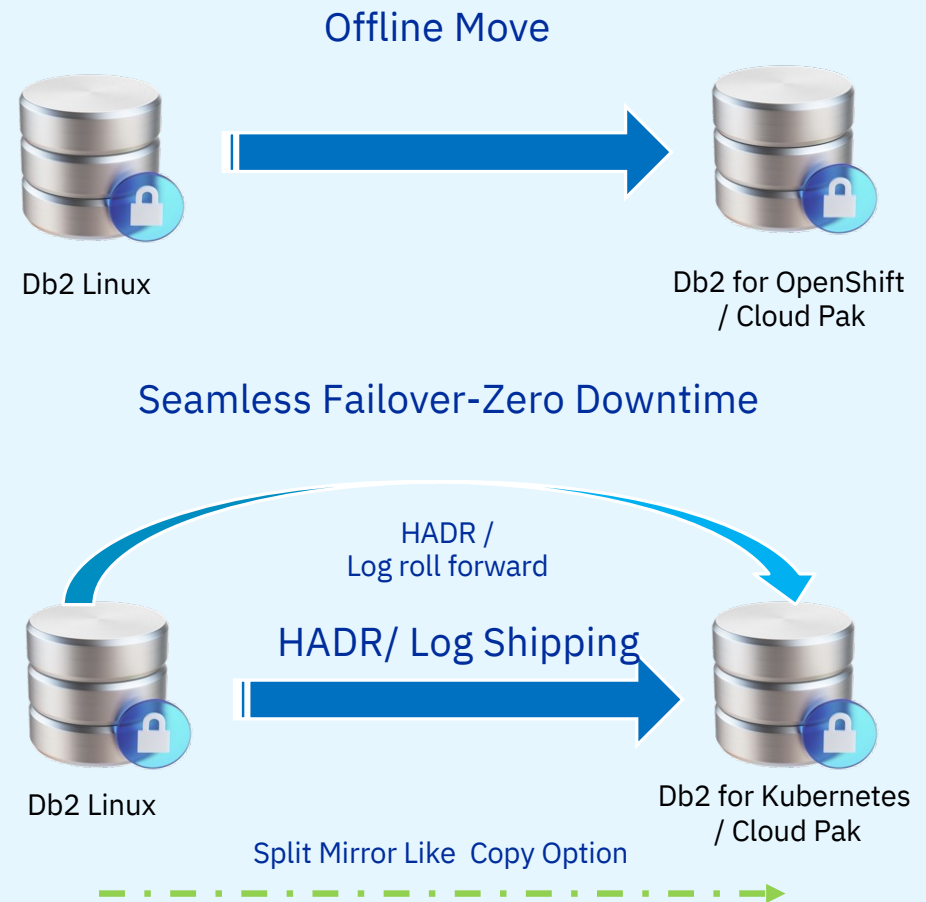 Offline Move
Db2 Linux
Db2 for OpenShift
/ Cloud Pak
Seamless Failover-Zero Downtime
HADR /
Log roll forward
HADR/ Log Shipping
Db2 Linux
Db2 for Kubernetes
/ Cloud Pak
Split Mirror Like Copy Option